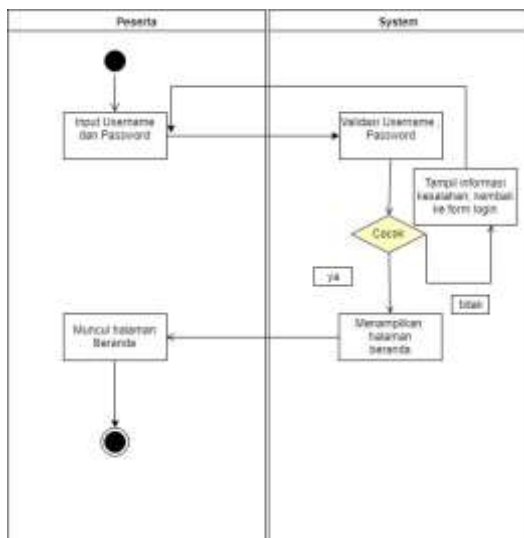 Peserta
System
Input Username
dan Password
Validasi Username,
Password
Tampil informasi
kesalahan, kembali
ke form login
Cocok
ya
tidak
Muncul halaman
Beranda
Menampilkan
halaman
beranda